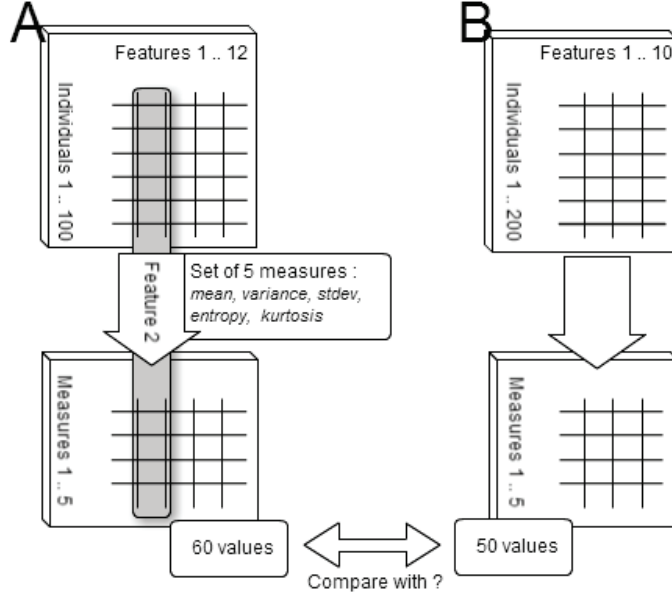 A
Features 1 .. 12
Individuals 1 .. 100
Feature 2
Set of 5 measures :
mean, variance, stdev,
entropy, kurtosis
Measures 1 .. 5
60 values
Compare with ?
B
Features 1 .. 10
Individuals 1 .. 200
Measures 1 .. 5
50 values